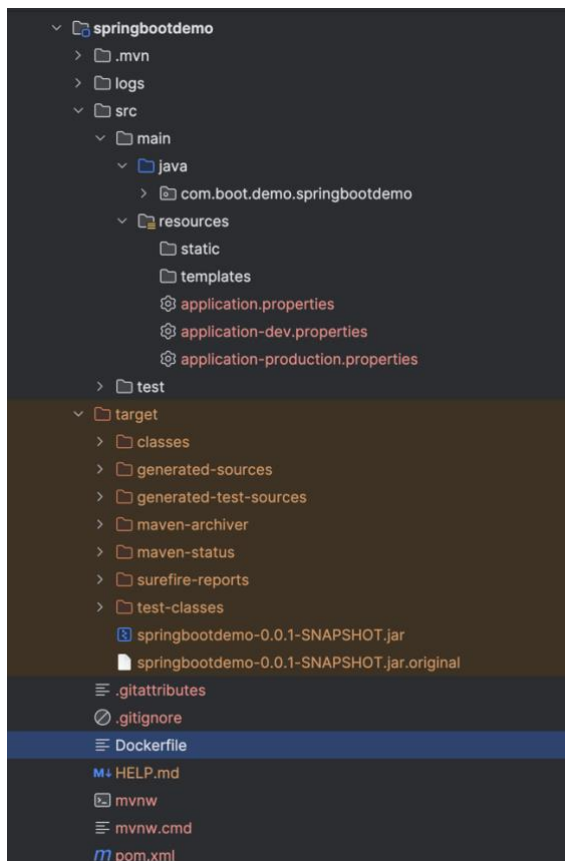 springbootdemo
.mvn
logs
src
main
java
com.boot.demo.springbootdemo
resources
static
templates
application.properties
application-dev.properties
application-production.properties
test
target
classes
generated-sources
generated-test-sources
maven-archiver
maven-status
surefire-reports
test-classes
springbootdemo-0.0.1-SNAPSHOT.jar
springbootdemo-0.0.1-SNAPSHOT.jar.original
.gitattributes
.gitignore
Dockerfile
M↓ HELP.md
mvnw
mvnw.cmd
m pom.xml